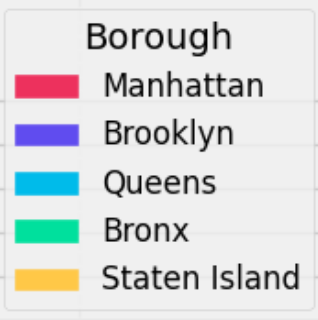 Borough
Manhattan
Brooklyn
Queens
Bronx
Staten Island